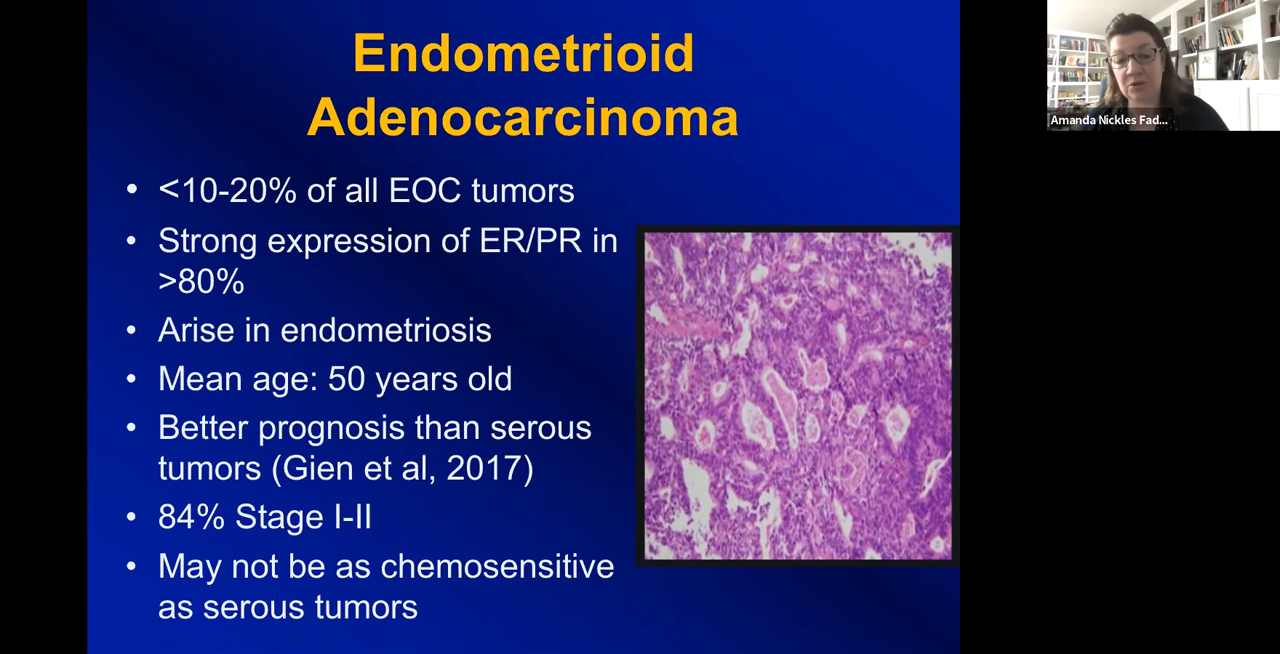 Endometrioid
Adenocarcinoma
• <10-20% of all EOC tumors
• Strong expression of ER/PR in
>80%
• Arise in endometriosis
• Mean age: 50 years old
• Better prognosis than serous
tumors (Gien et al, 2017)
• 84% Stage I-II
• May not be as chemosensitive
as serous tumors
Amanda Nickles Fad...